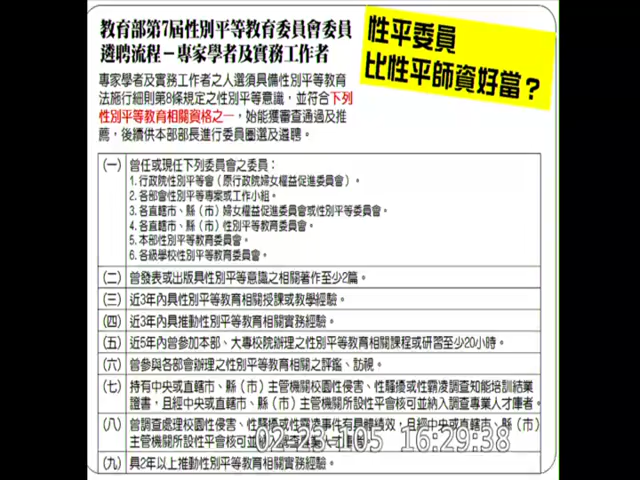 教育部第7屆性別平等教育委員會委員
遴聘流程－專家學者及實務工作者
性平委員
比性平師資好當？
專家學者及實務工作者之人選須具備性別平等教育
法施行細則第8條規定之性別平等意識，並符合下列
性別平等教育相關資格之一，始能獲審查通過及推
薦，後續供本部部長進行委員圈選及遴聘。
(一) 曾任或現任下列委員會之委員：
1.行政院性別平等會（原行政院婦女權益促進委員會）。
2.各部會性別平等專案或工作小組。
3.各直轄市、縣（市）婦女權益促進委員會或性別平等委員會。
4.各直轄市、縣（市）性別平等教育委員會。
5.本部性別平等教育委員會。
6.各級學校性別平等教育委員會。
(二) 曾發表或出版具性別平等意識之相關著作至少2篇。
(三) 近3年內具性別平等教育相關授課或教學經驗。
(四) 近3年內具推動性別平等教育相關實務經驗。
(五) 近5年內曾參加本部、大專校院辦理之性別平等教育相關課程或研習至少20小時。
(六) 曾參與各部會辦理之性別平等教育相關之評鑑、訪視。
(七) 持有中央或直轄市、縣（市）主管機關校園性侵害、性騷擾或性霸凌調查知能培訓結業
證書，且經中央或直轄市、縣（市）主管機關所設性平會核可並納入調查專業人才庫者。
(八) 曾調查處理校園性侵害、性騷擾或性霸凌事件有具體績效，且經中央或直轄市、縣（市）
主管機關所設性平會核可並納入調查專業人才庫者。
02-23-105 16:29:38
(九) 具2年以上推動性別平等教育相關實務經驗。